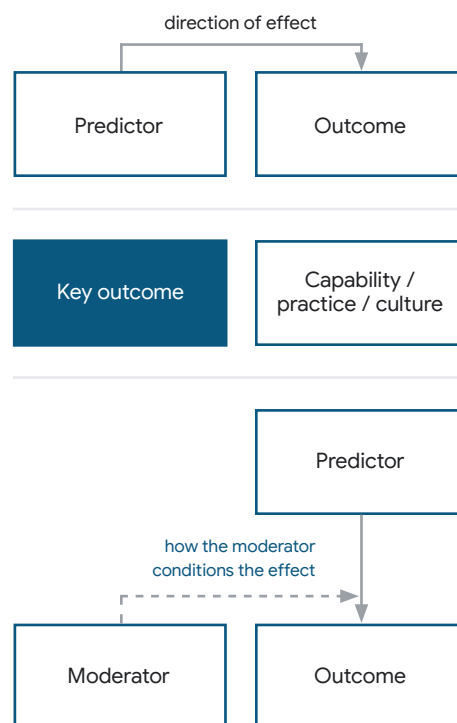 direction of effect
Predictor
Outcome
Key outcome
Capability /
practice / culture
Predictor
how the moderator
conditions the effect
Moderator
Outcome